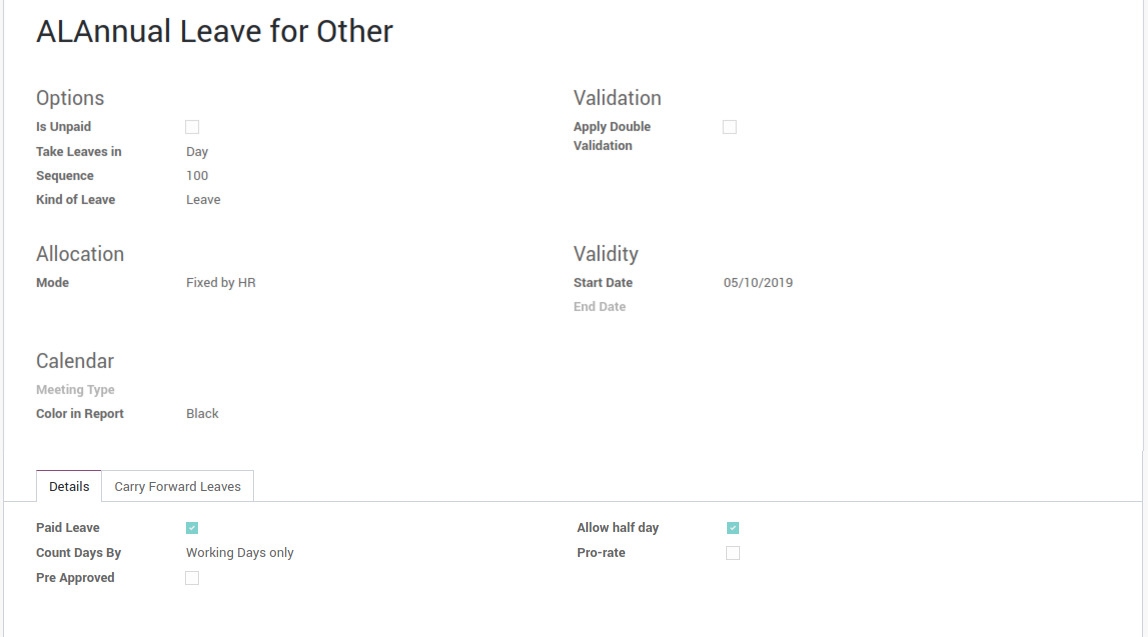 ALAnnual Leave for Other
Options
Is Unpaid
Take Leaves in Day
Sequence 100
Kind of Leave Leave
Validation
Apply Double
Validation
Allocation
Mode Fixed by HR
Validity
Start Date 05/10/2019
End Date
Calendar
Meeting Type
Color in Report Black
Details Carry Forward Leaves
Paid Leave
Count Days By Working Days only
Pre Approved
Allow half day
Pro-rate